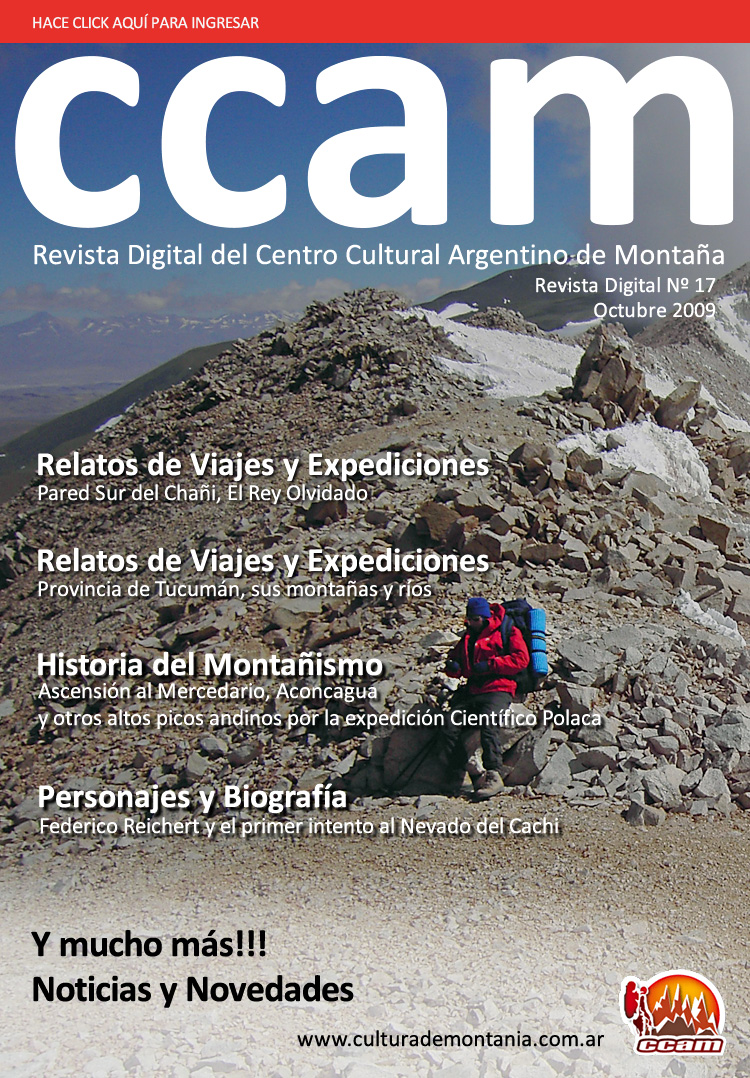 HACE CLICK AQUÍ PARA INGRESAR
ccam
Revista Digital del Centro Cultural Argentino de Montaña
Revista Digital Nº 17
Octubre 2009
Relatos de Viajes y Expediciones
Pared Sur del Chañi, El Rey Olvidado
Relatos de Viajes y Expediciones
Provincia de Tucumán, sus montañas y ríos
Historia del Montañismo
Ascensión al Mercedario, Aconcagua
y otros altos picos andinos por la expedición Científico Polaca
Personajes y Biografía
Federico Reichert y el primer intento al Nevado del Cachi
Y mucho más!!!
Noticias y Novedades
www.culturademontania.com.ar
ccam